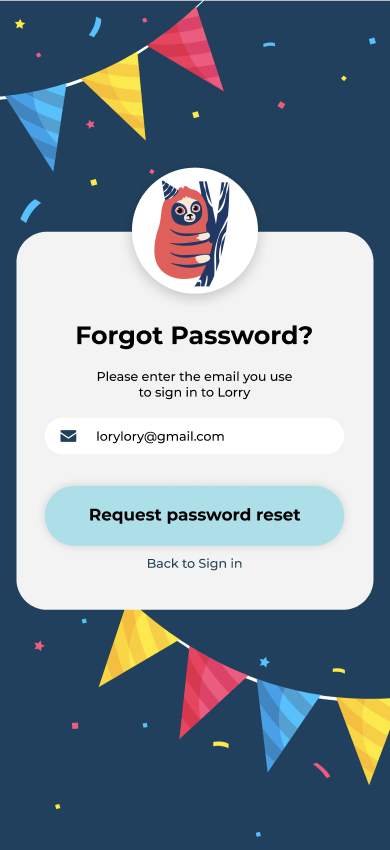 Forgot Password?
Please enter the email you use
to sign in to Lorry
lorylory@gmail.com
Request password reset
Back to Sign in